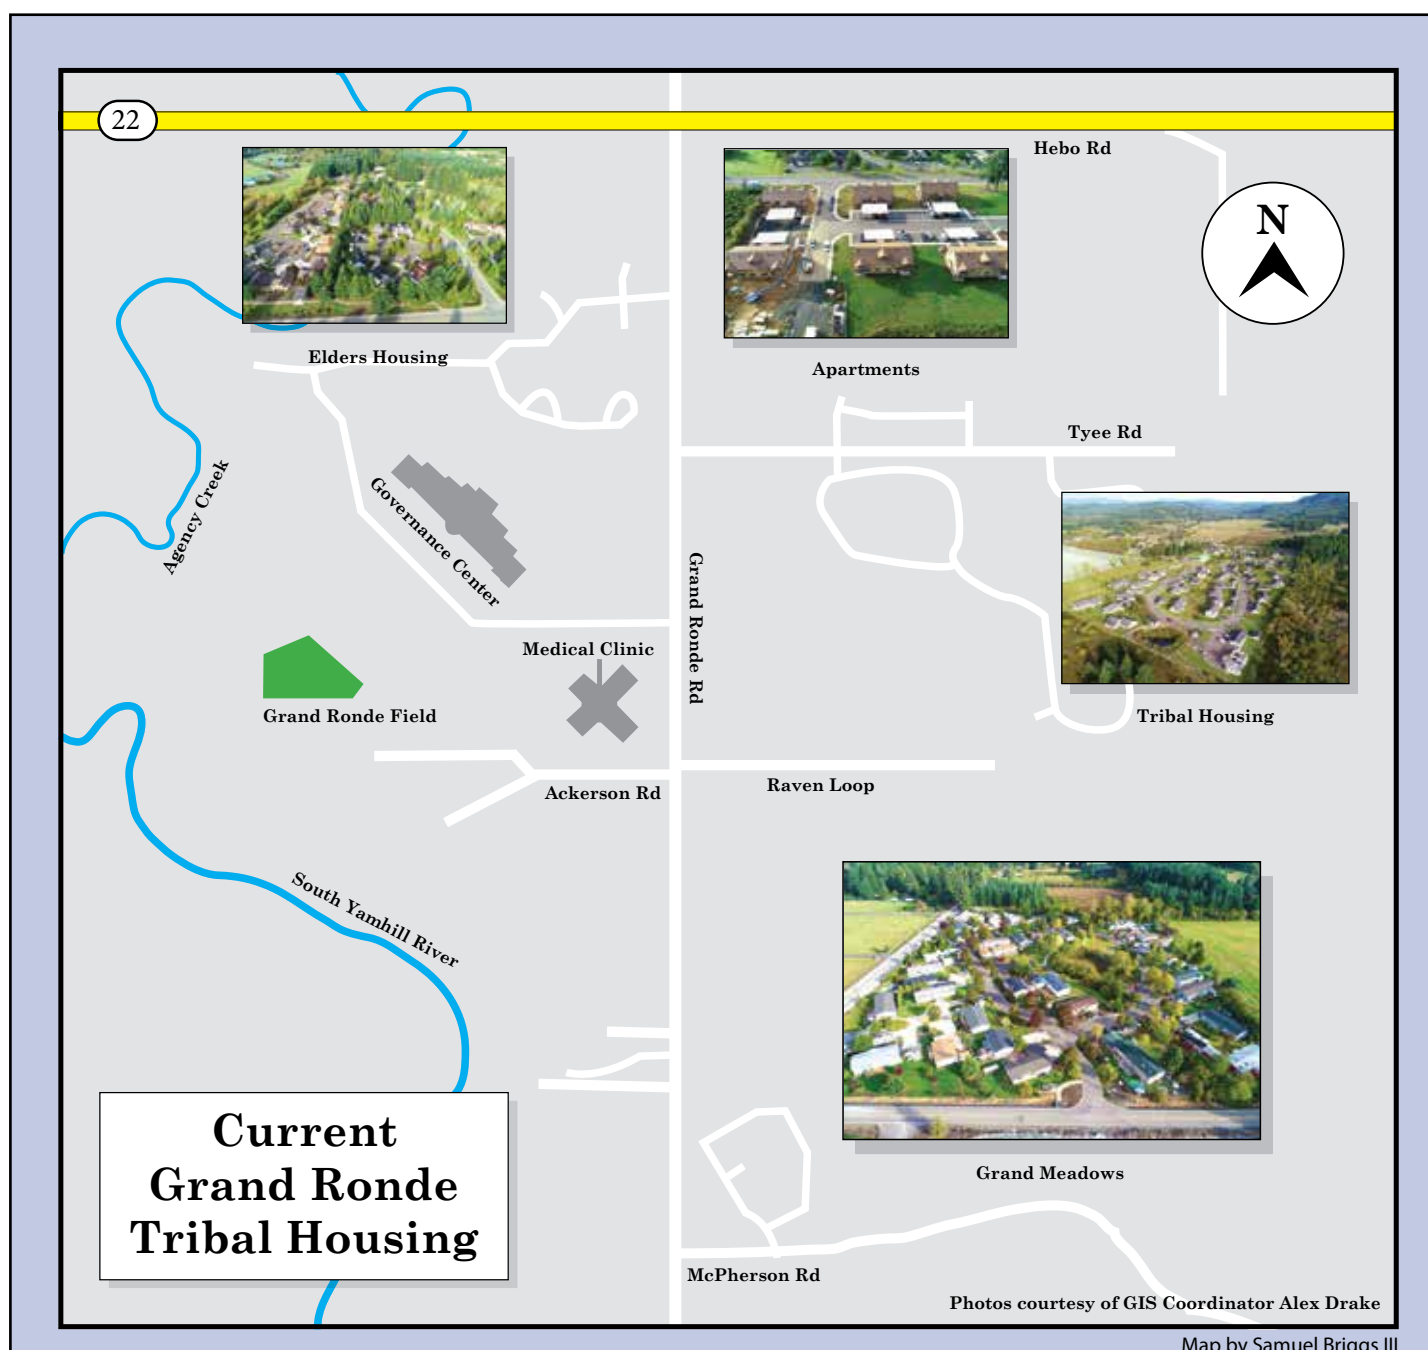 22
Hebo Rd
N
Elders Housing
Apartments
Tyee Rd
Agency Creek
Governance Center
Grand Ronde Rd
Medical Clinic
Grand Ronde Field
Tribal Housing
Ackerson Rd
Raven Loop
South Yamhill River
Current
Grand Ronde
Tribal Housing
Grand Meadows
McPherson Rd
Photos courtesy of GIS Coordinator Alex Drake
Map by Samuel Briggs III